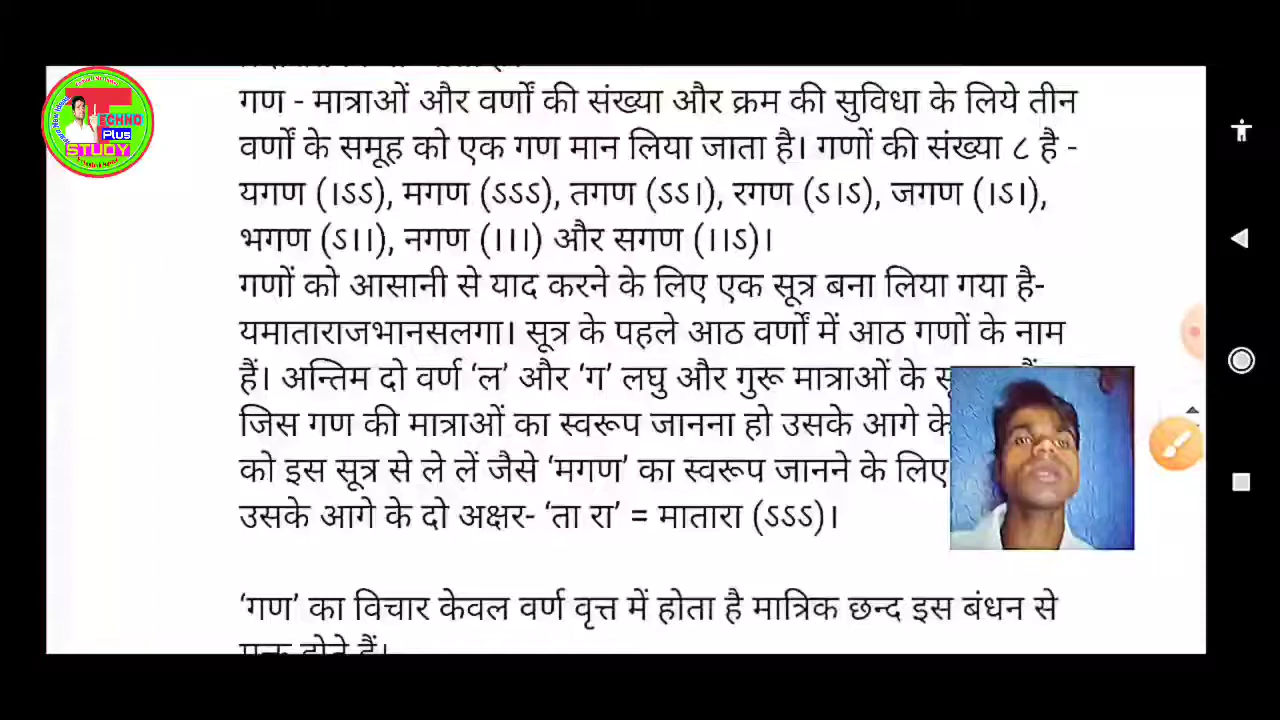 TECHNO
Plus
STUDY
गण - मात्राओं और वर्णों की संख्या और क्रम की सुविधा के लिये तीन
वर्णों के समूह को एक गण मान लिया जाता है। गणों की संख्या ८ है -
यगण (।ऽऽ), मगण (ऽऽऽ), तगण (ऽऽ।), रगण (ऽ।ऽ), जगण (।ऽ।),
भगण (ऽ।।), नगण (।।।) और सगण (।।ऽ)।
गणों को आसानी से याद करने के लिए एक सूत्र बना लिया गया है-
यमाताराजभानसलगा। सूत्र के पहले आठ वर्णों में आठ गणों के नाम
हैं। अन्तिम दो वर्ण ‘ल’ और ‘ग’ लघु और गुरू मात्राओं के
जिस गण की मात्राओं का स्वरूप जानना हो उसके आगे के
को इस सूत्र से ले लें जैसे ‘मगण’ का स्वरूप जानने के लिए
उसके आगे के दो अक्षर- ‘ता रा’ = मातारा (ऽऽऽ)।
‘गण’ का विचार केवल वर्ण वृत्त में होता है मात्रिक छन्द इस बंधन से